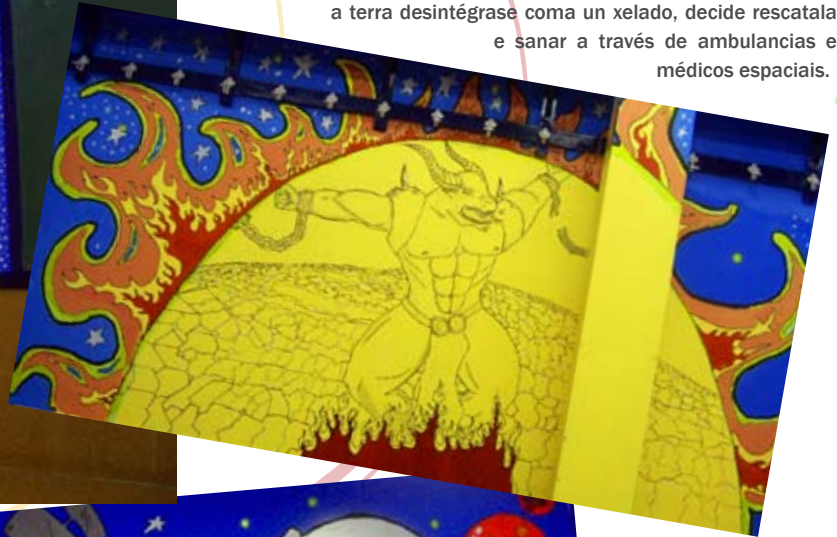 a terra desintégrase coma un xelado, decide rescatala
e sanar a través de ambulancias e
médicos espaciais.